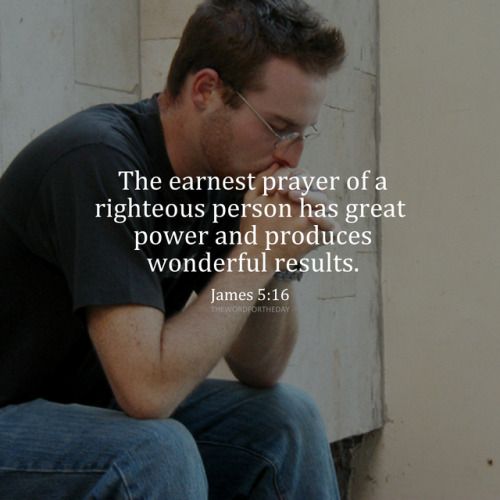 The earnest prayer of a
righteous person has great
power and produces
wonderful results.
James 5:16
THEWORDFORTHEDAY